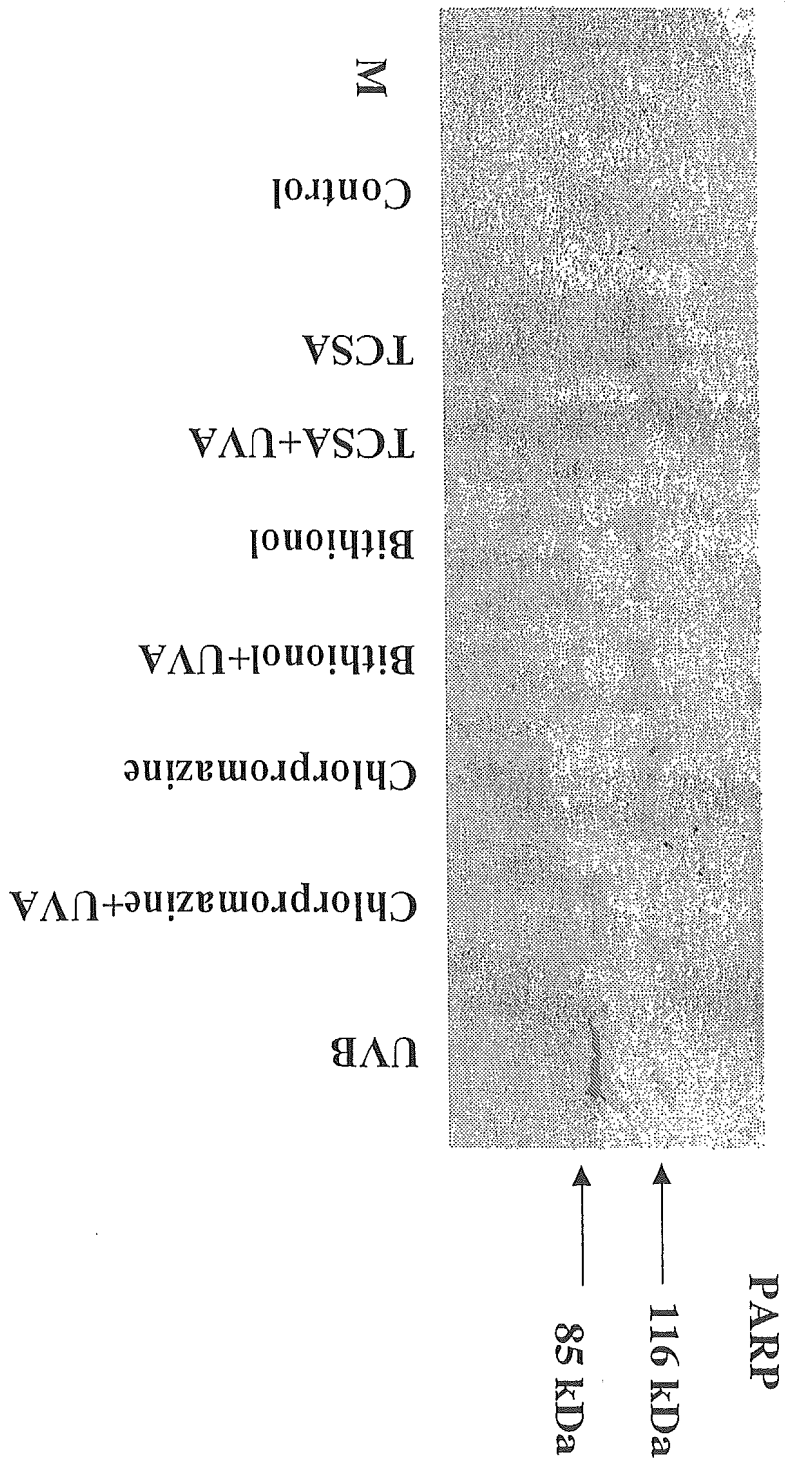 M
Control
TCSA
TCSA+UVA
Bithionol
Bithionol+UVA
Chlorpromazine
Chlorpromazine+UVA
UVB
PARP
116 kDa
85 kDa